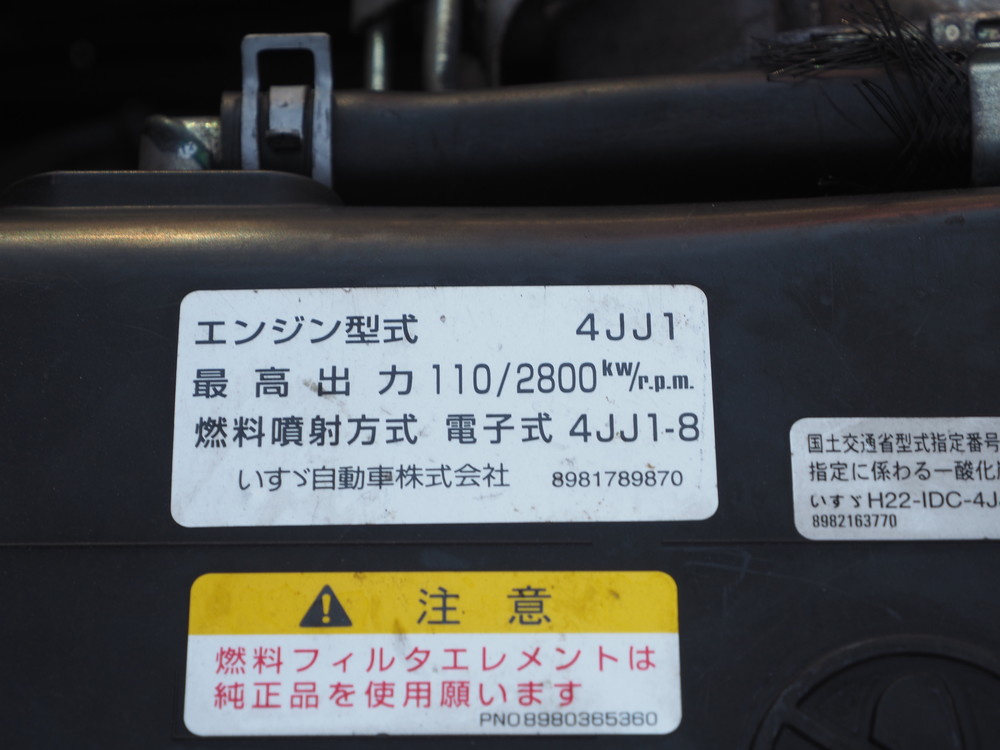 エンジン型式 4JJ1
最高出力 110/2800 kw/r.p.m.
燃料噴射方式 電子式 4JJ1-8
いすゞ自動車株式会社 8981789870
国土交通省型式指定番号
指定に係わる一酸化
いすゞH22-IDC-4J
8982163770
注意
燃料フィルタエレメントは
純正品を使用願います
PNO8980365360